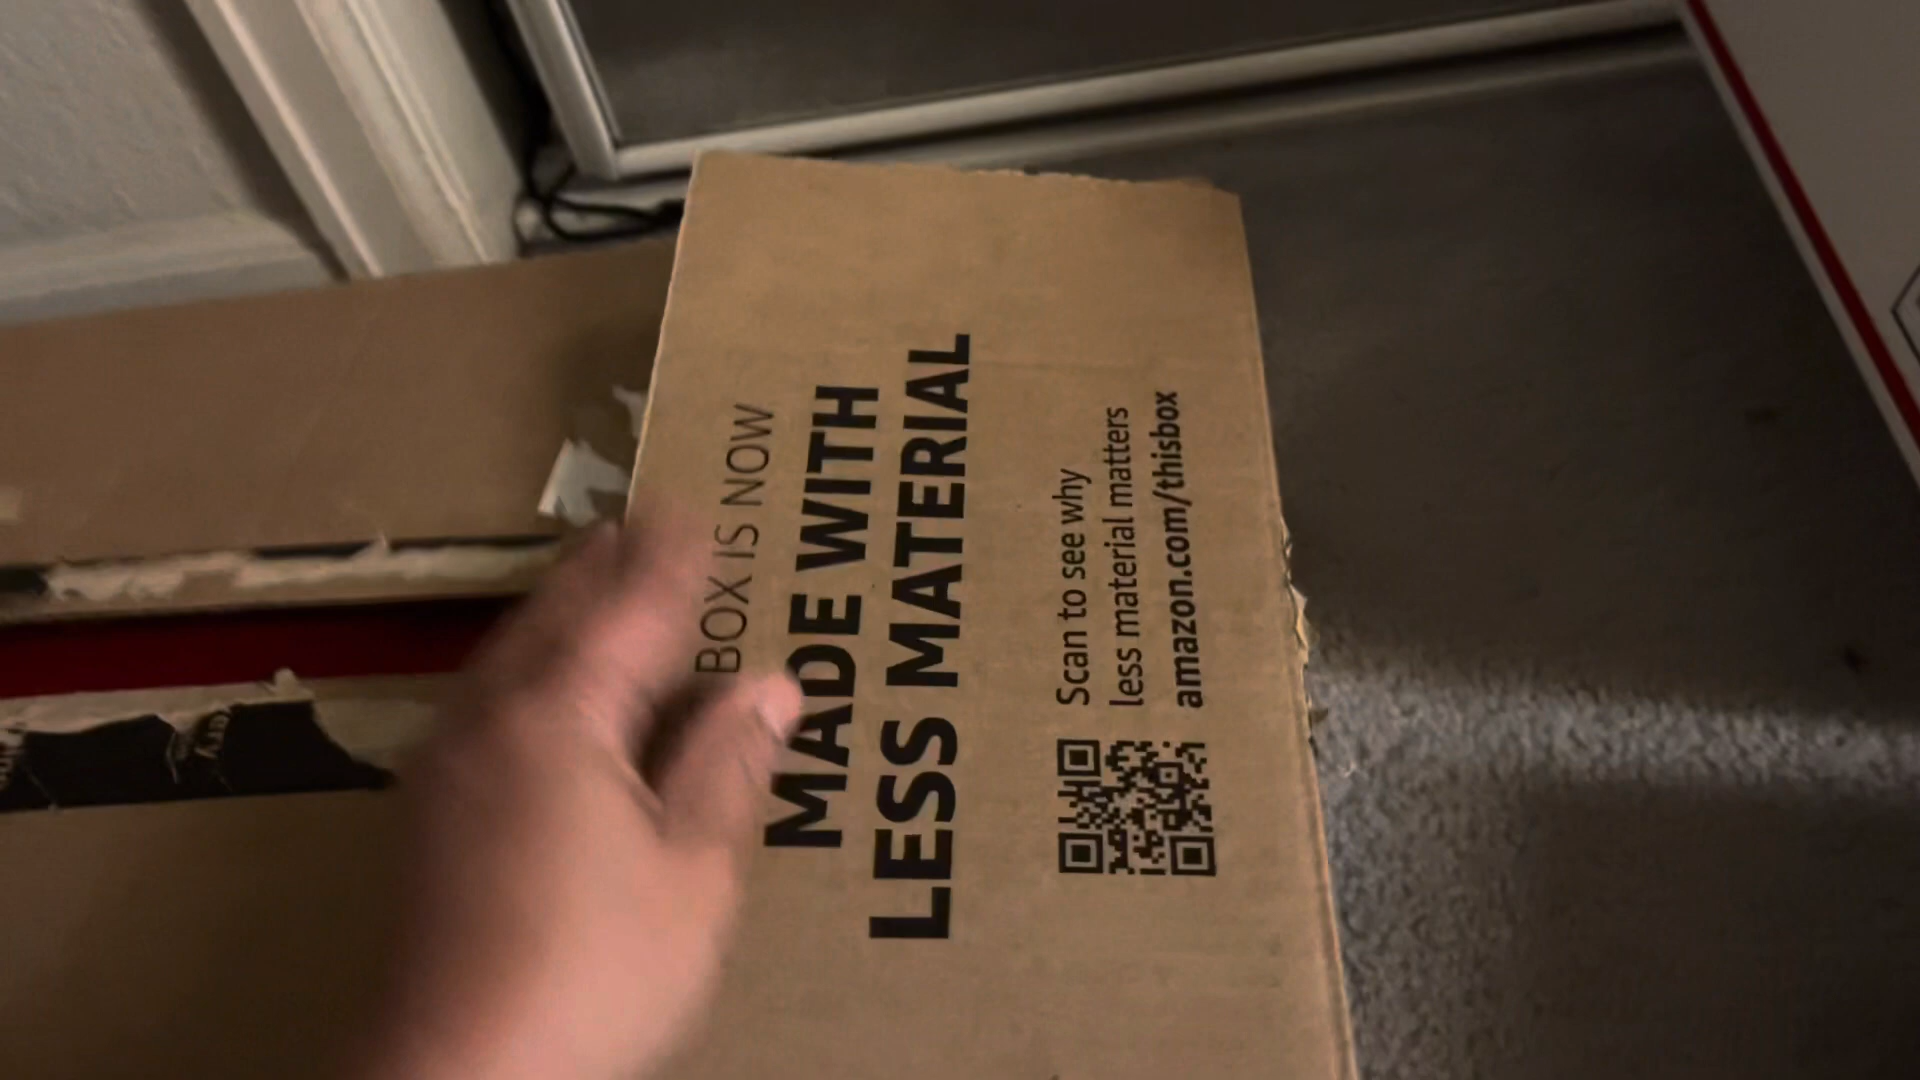 BOX IS NOW
MADE WITH
LESS MATERIAL
Scan to see why
less material matters
amazon.com/thisbox